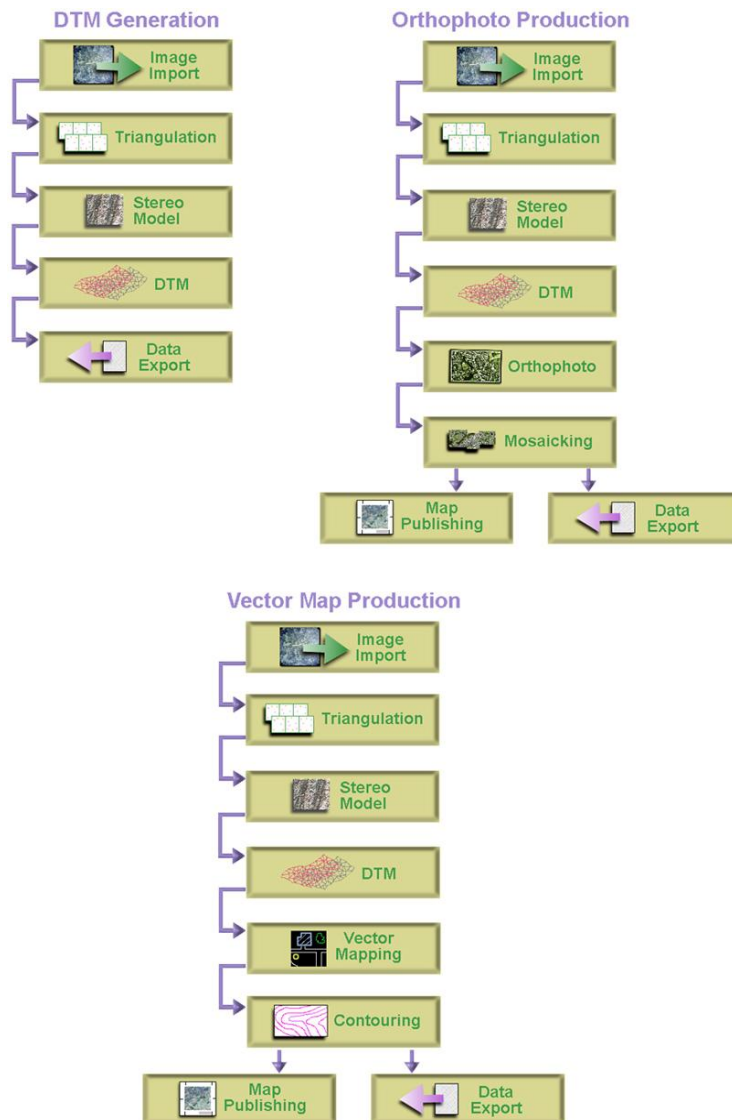 DTM Generation
Image
Import
Triangulation
Stereo
Model
DTM
Data
Export
Orthophoto Production
Image
Import
Triangulation
Stereo
Model
DTM
Orthophoto
Mosaicking
Map
Publishing
Data
Export
Vector Map Production
Image
Import
Triangulation
Stereo
Model
DTM
Vector
Mapping
Contouring
Map
Publishing
Data
Export